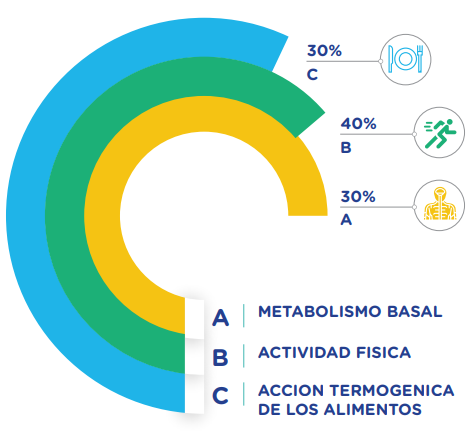 30%
C
40%
B
30%
A
A METABOLISMO BASAL
B ACTIVIDAD FISICA
C ACCION TERMOGENICA
DE LOS ALIMENTOS